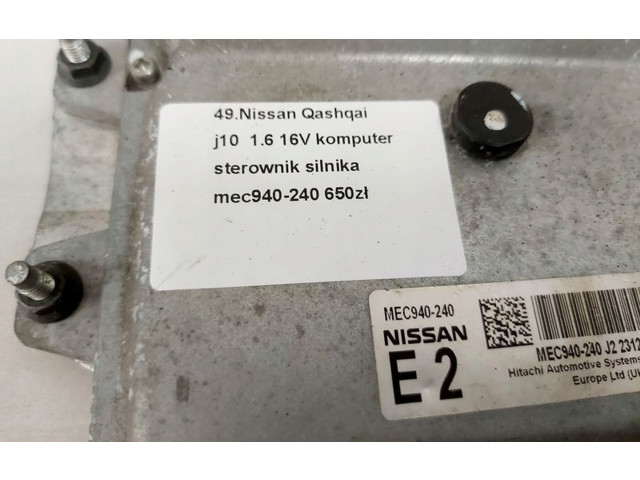 49.Nissan Qashqai
j10 1.6 16V komputer
sterownik silnika
mec940-240 650zł
MEC940-240
NISSAN
E2
MEC940-240 J2 2312
Hitachi Automotive Systems
Europe Ltd